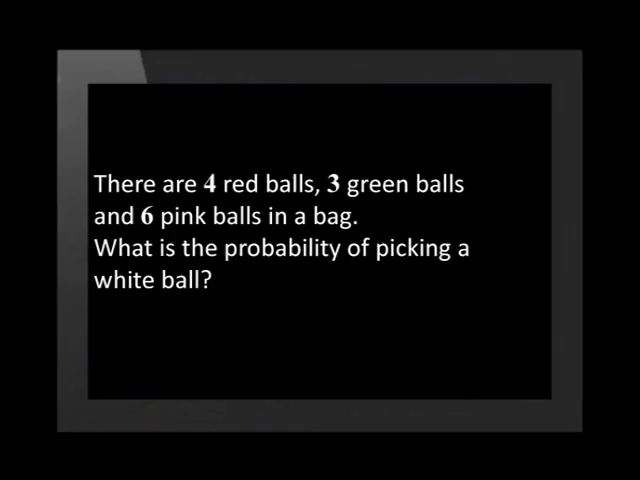 There are 4 red balls, 3 green balls
and 6 pink balls in a bag.
What is the probability of picking a
white ball?